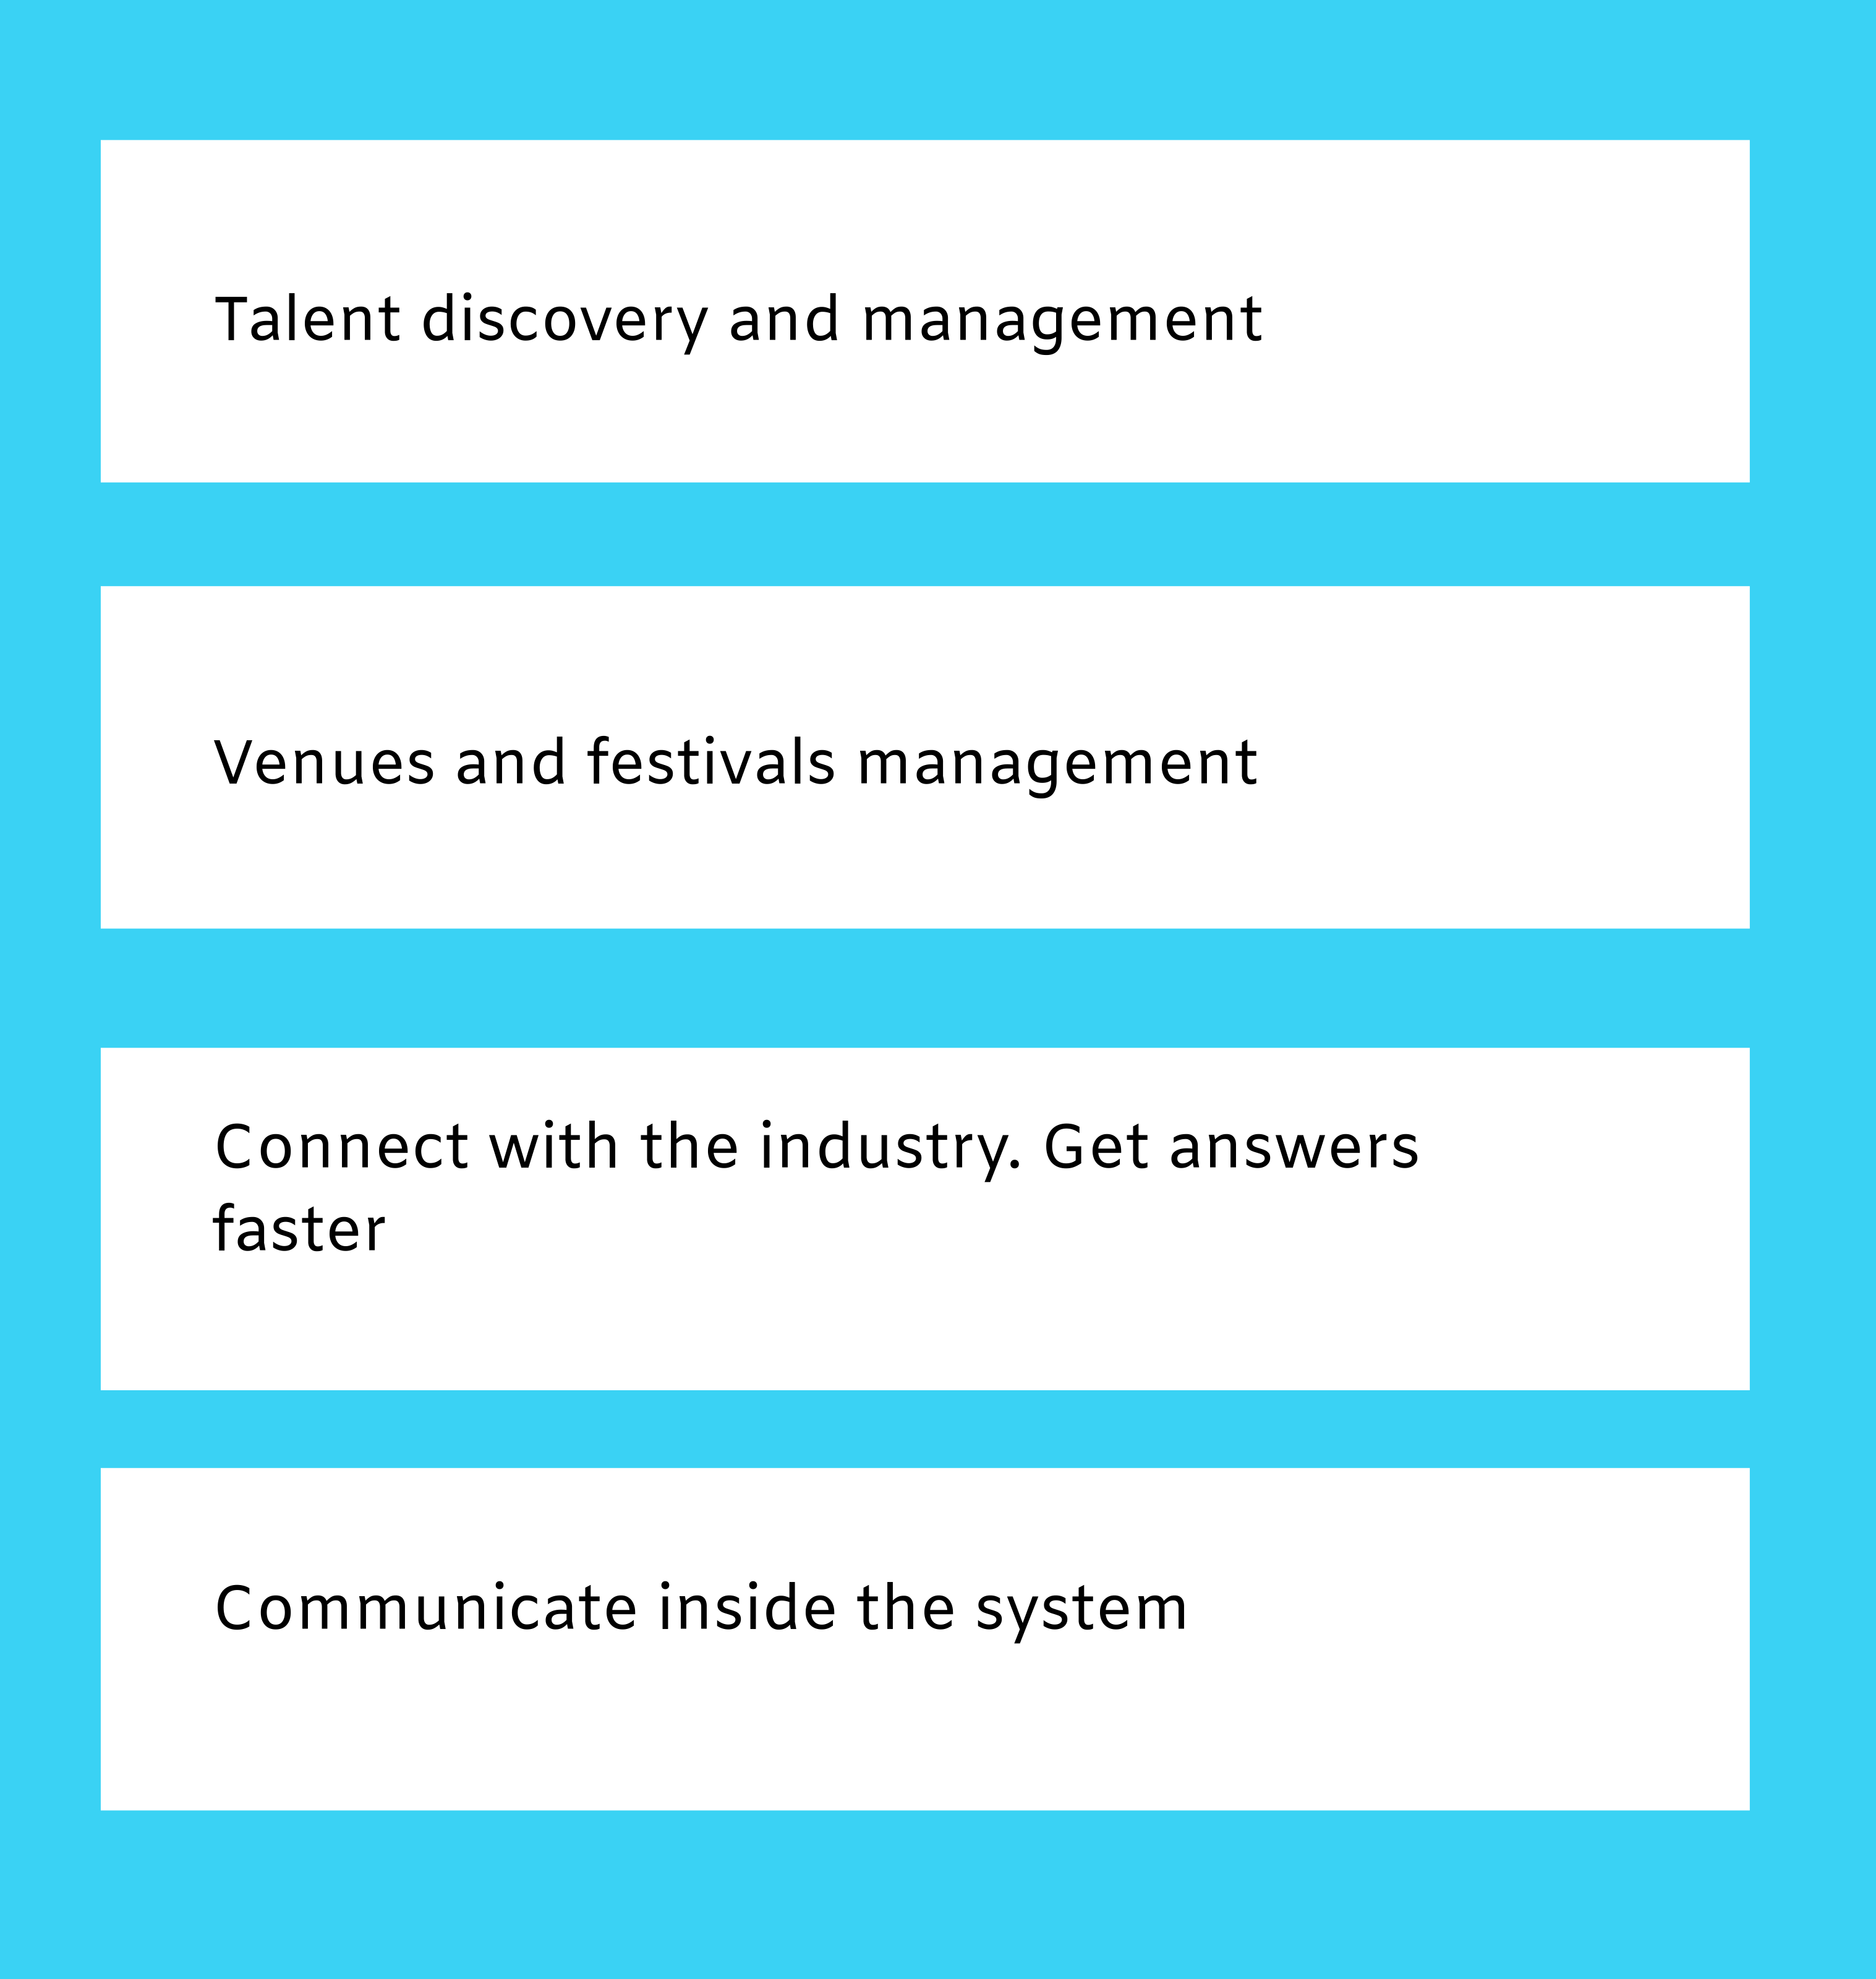 Talent discovery and management
Venues and festivals management
Connect with the industry. Get answers
faster
Communicate inside the system